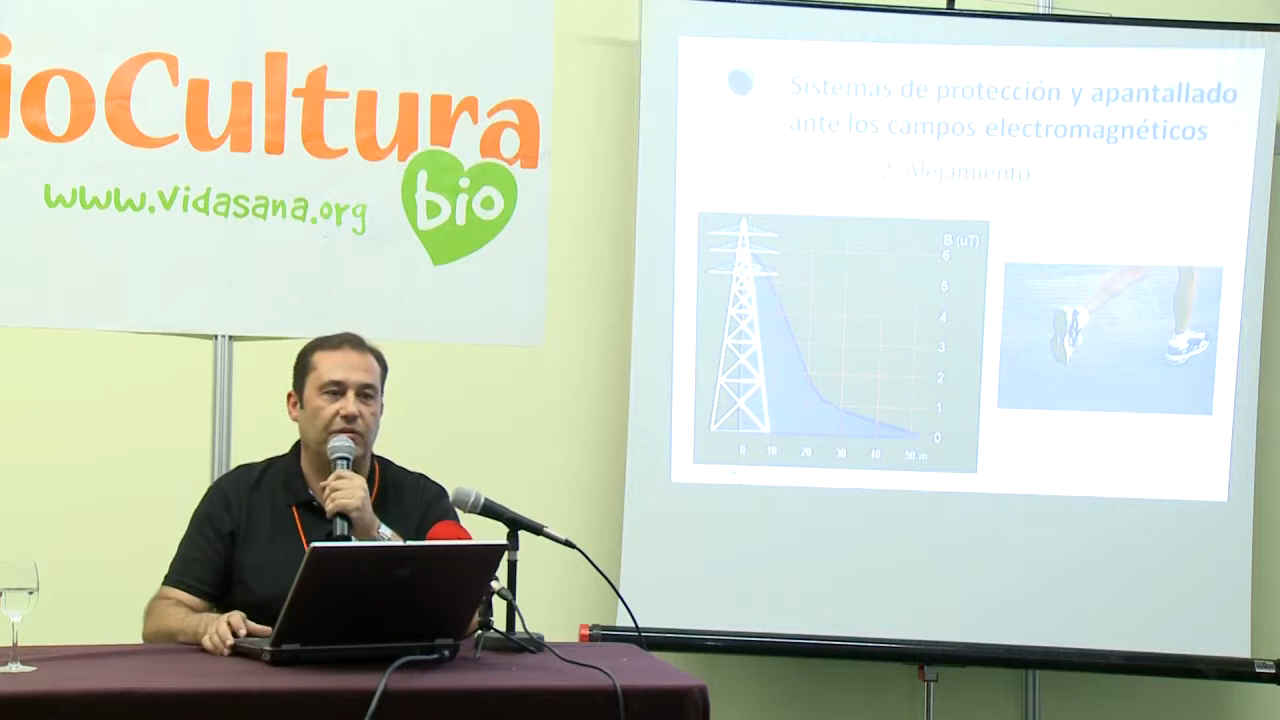 ioCultura
www.vidasana.org
bio
Sistemas de protección y apantallado
ante los campos electromagnéticos
2. Alejamiento
B (uT)
6
5
4
3
2
1
0
0 10 20 30 40 50 m